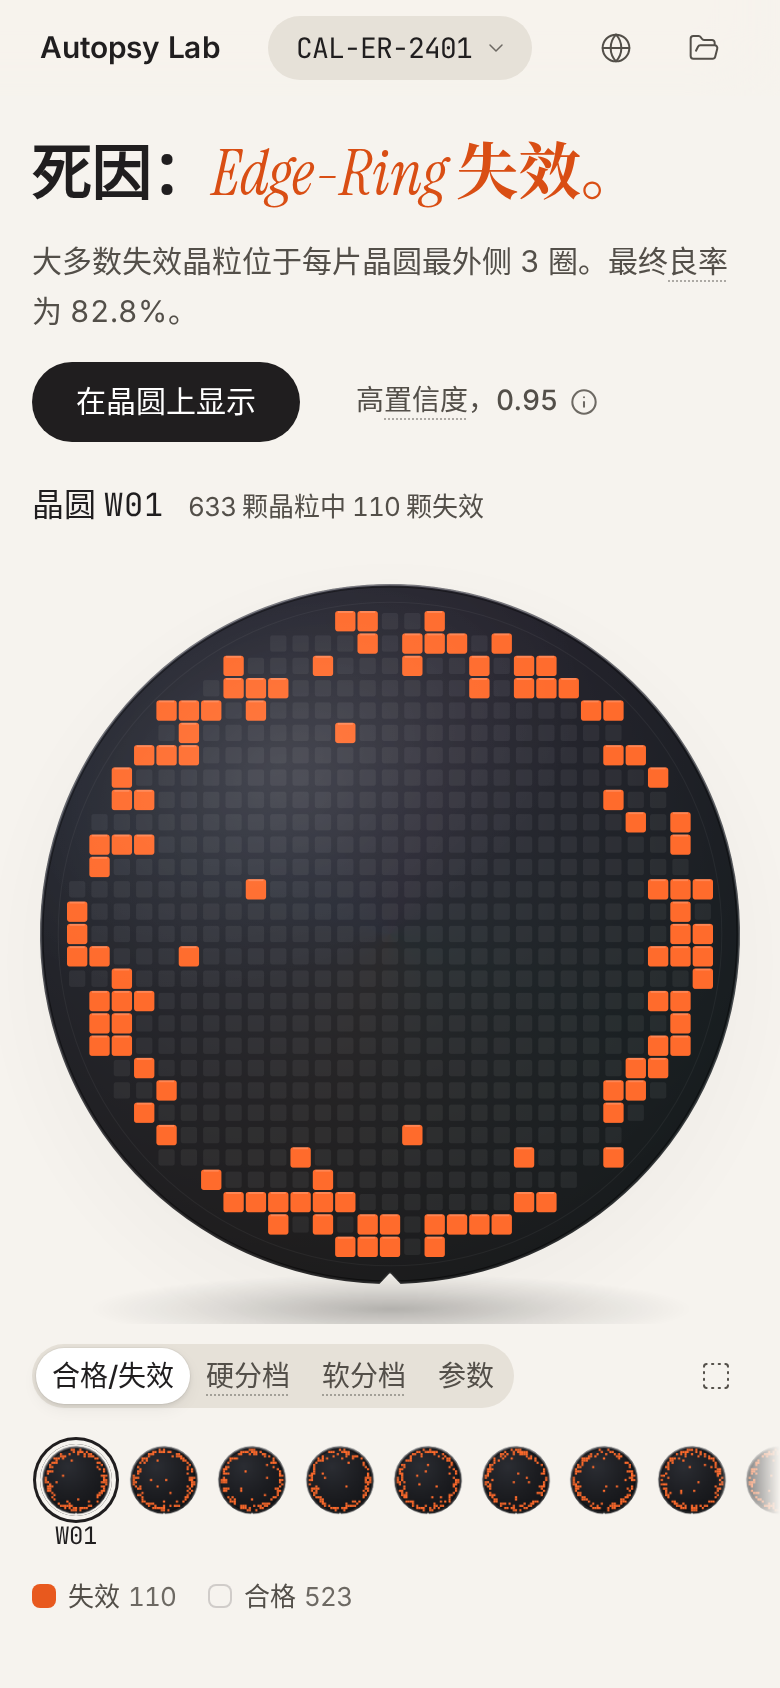 Autopsy Lab
CAL-ER-2401
死因：Edge-Ring 失效。
大多数失效晶粒位于每片晶圆最外侧 3 圈。最终良率
为 82.8%。
在晶圆上显示
高置信度，0.95
晶圆 W01 633 颗晶粒中 110 颗失效
合格/失效 硬分档 软分档 参数
W01
失效 110 合格 523